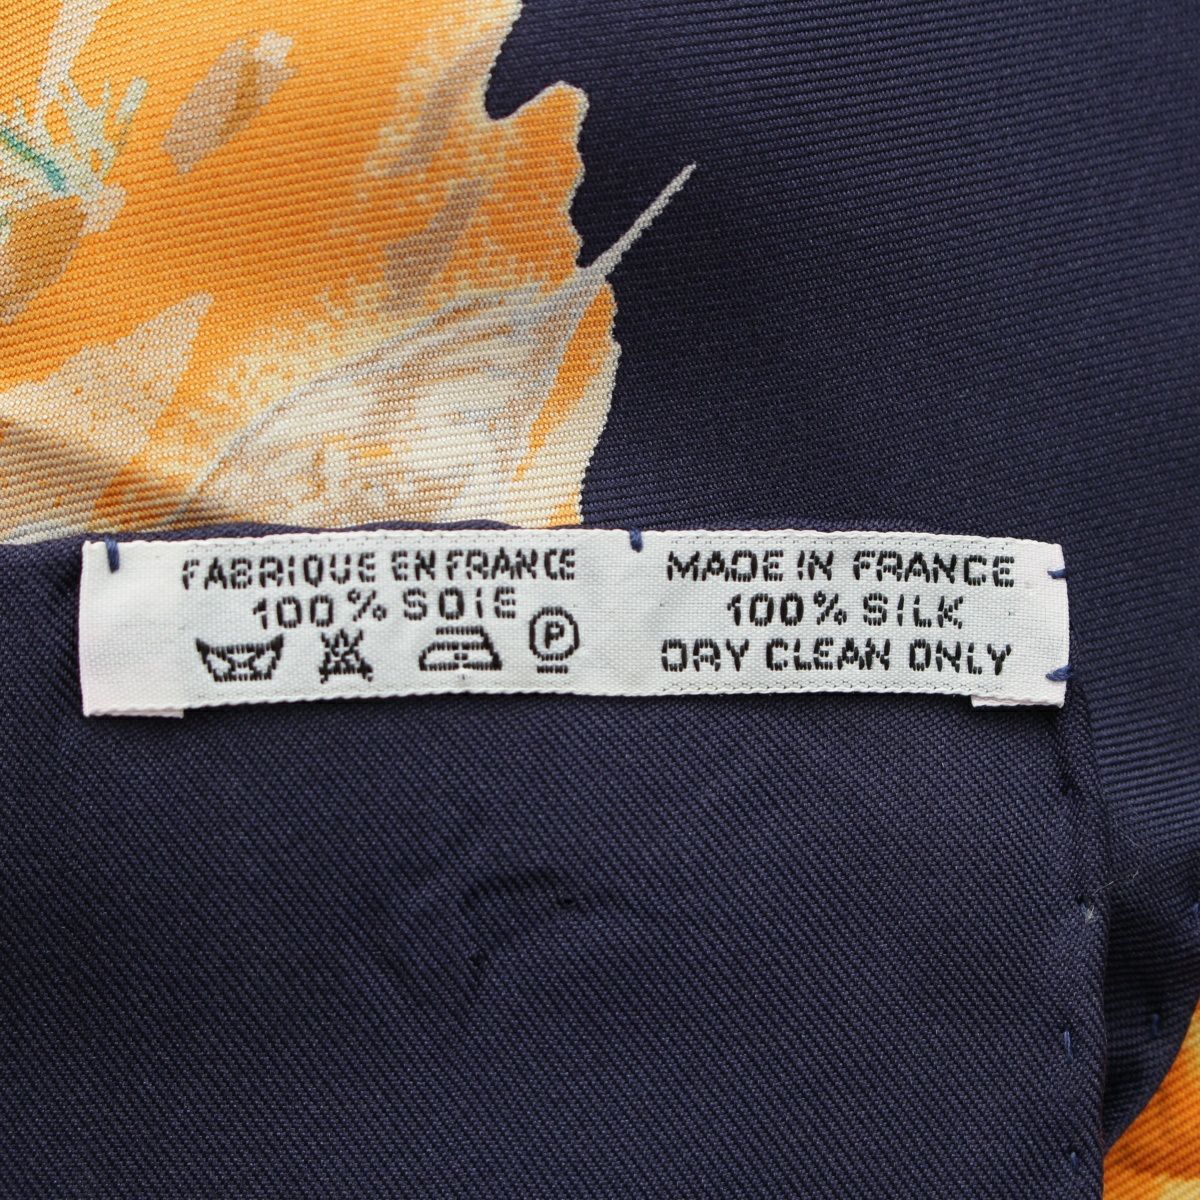 FABRIQUE EN FRANCE
100% SOIE
P
MADE IN FRANCE
100% SILK
DRY CLEAN ONLY